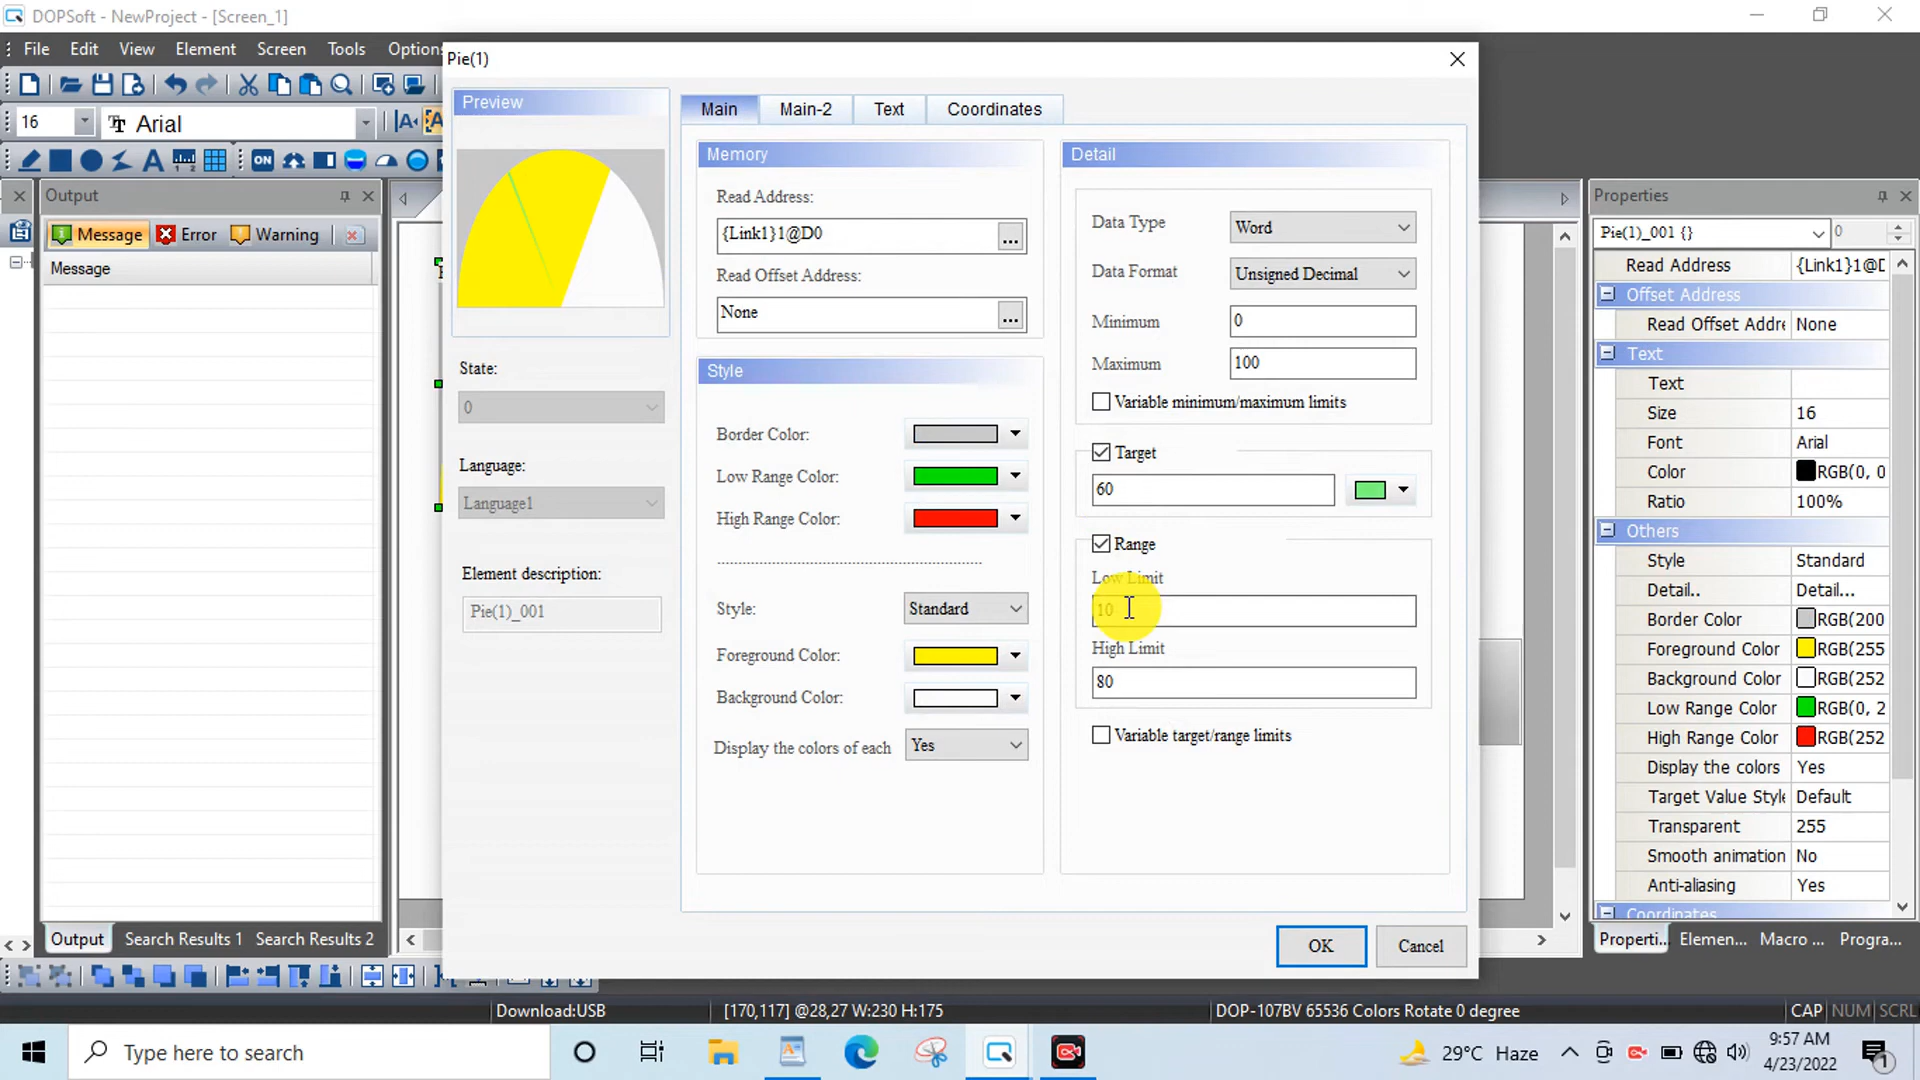 DOPSoft - NewProject - [Screen_1]
File Edit View Element Screen Tools Options
16 Arial
Output
Message Error Warning
Message
Output Search Results 1 Search Results 2
Pie(1)
Preview
State:
0
Language:
Language1
Element description:
Pie(1)_001
Main Main-2 Text Coordinates
Memory
Read Address:
{Link1}1@D0
...
Read Offset Address:
None
...
Style
Border Color:
Low Range Color:
High Range Color:
Style: Standard
Foreground Color:
Background Color:
Display the colors of each Yes
Detail
Data Type Word
Data Format Unsigned Decimal
Minimum 0
Maximum 100
Variable minimum/maximum limits
Target
60
Range
Low Limit
10
High Limit
80
Variable target/range limits
OK Cancel
Properties
Pie(1)_001 {} 0
Read Address {Link1}1@D
Offset Address
Read Offset Addre None
Text
Text
Size 16
Font Arial
Color RGB(0, 0
Ratio 100%
Others
Style Standard
Detail.. Detail...
Border Color RGB(200
Foreground Color RGB(255
Background Color RGB(252
Low Range Color RGB(0, 2
High Range Color RGB(252
Display the colors Yes
Target Value Style Default
Transparent 255
Smooth animation No
Anti-aliasing Yes
Coordinates
Properti... Elemen... Macro ... Progra...
Download:USB [170,117] @28,27 W:230 H:175 DOP-107BV 65536 Colors Rotate 0 degree CAP NUM SCRL
Type here to search
29°C Haze
9:57 AM
4/23/2022
1